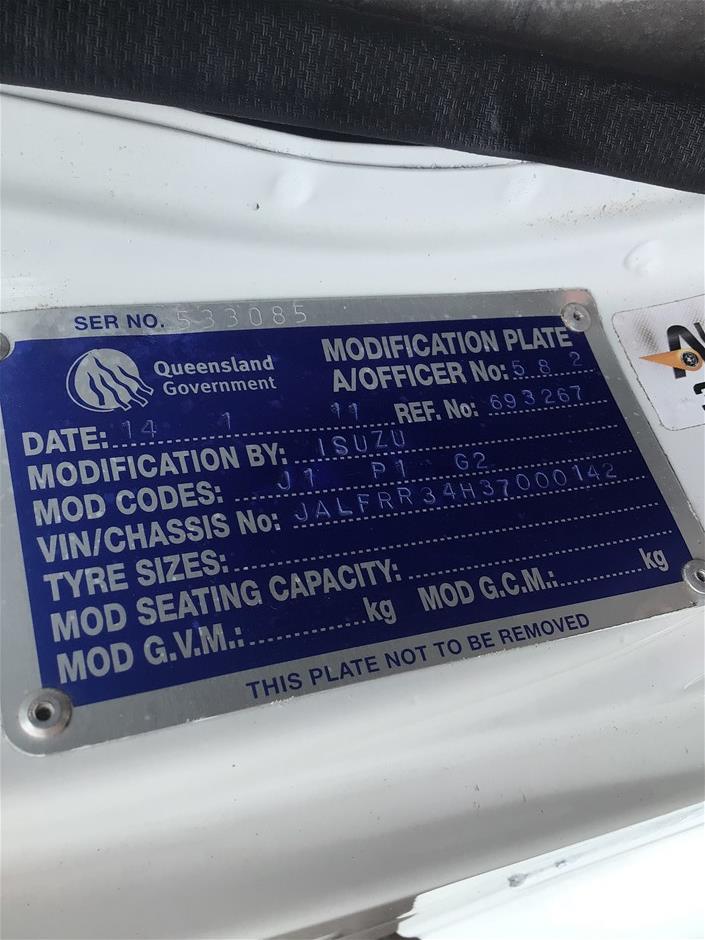 SER NO. 533085
Queensland
Government
MODIFICATION PLATE
A/OFFICER No: 582
DATE: 14 1 11 REF. No: 693267
MODIFICATION BY: ISUZU
MOD CODES: J1 P1 G2
VIN/CHASSIS No: JALFRR34H37000142
TYRE SIZES:
MOD SEATING CAPACITY:
MOD G.V.M.: kg MOD G.C.M.: kg
THIS PLATE NOT TO BE REMOVED